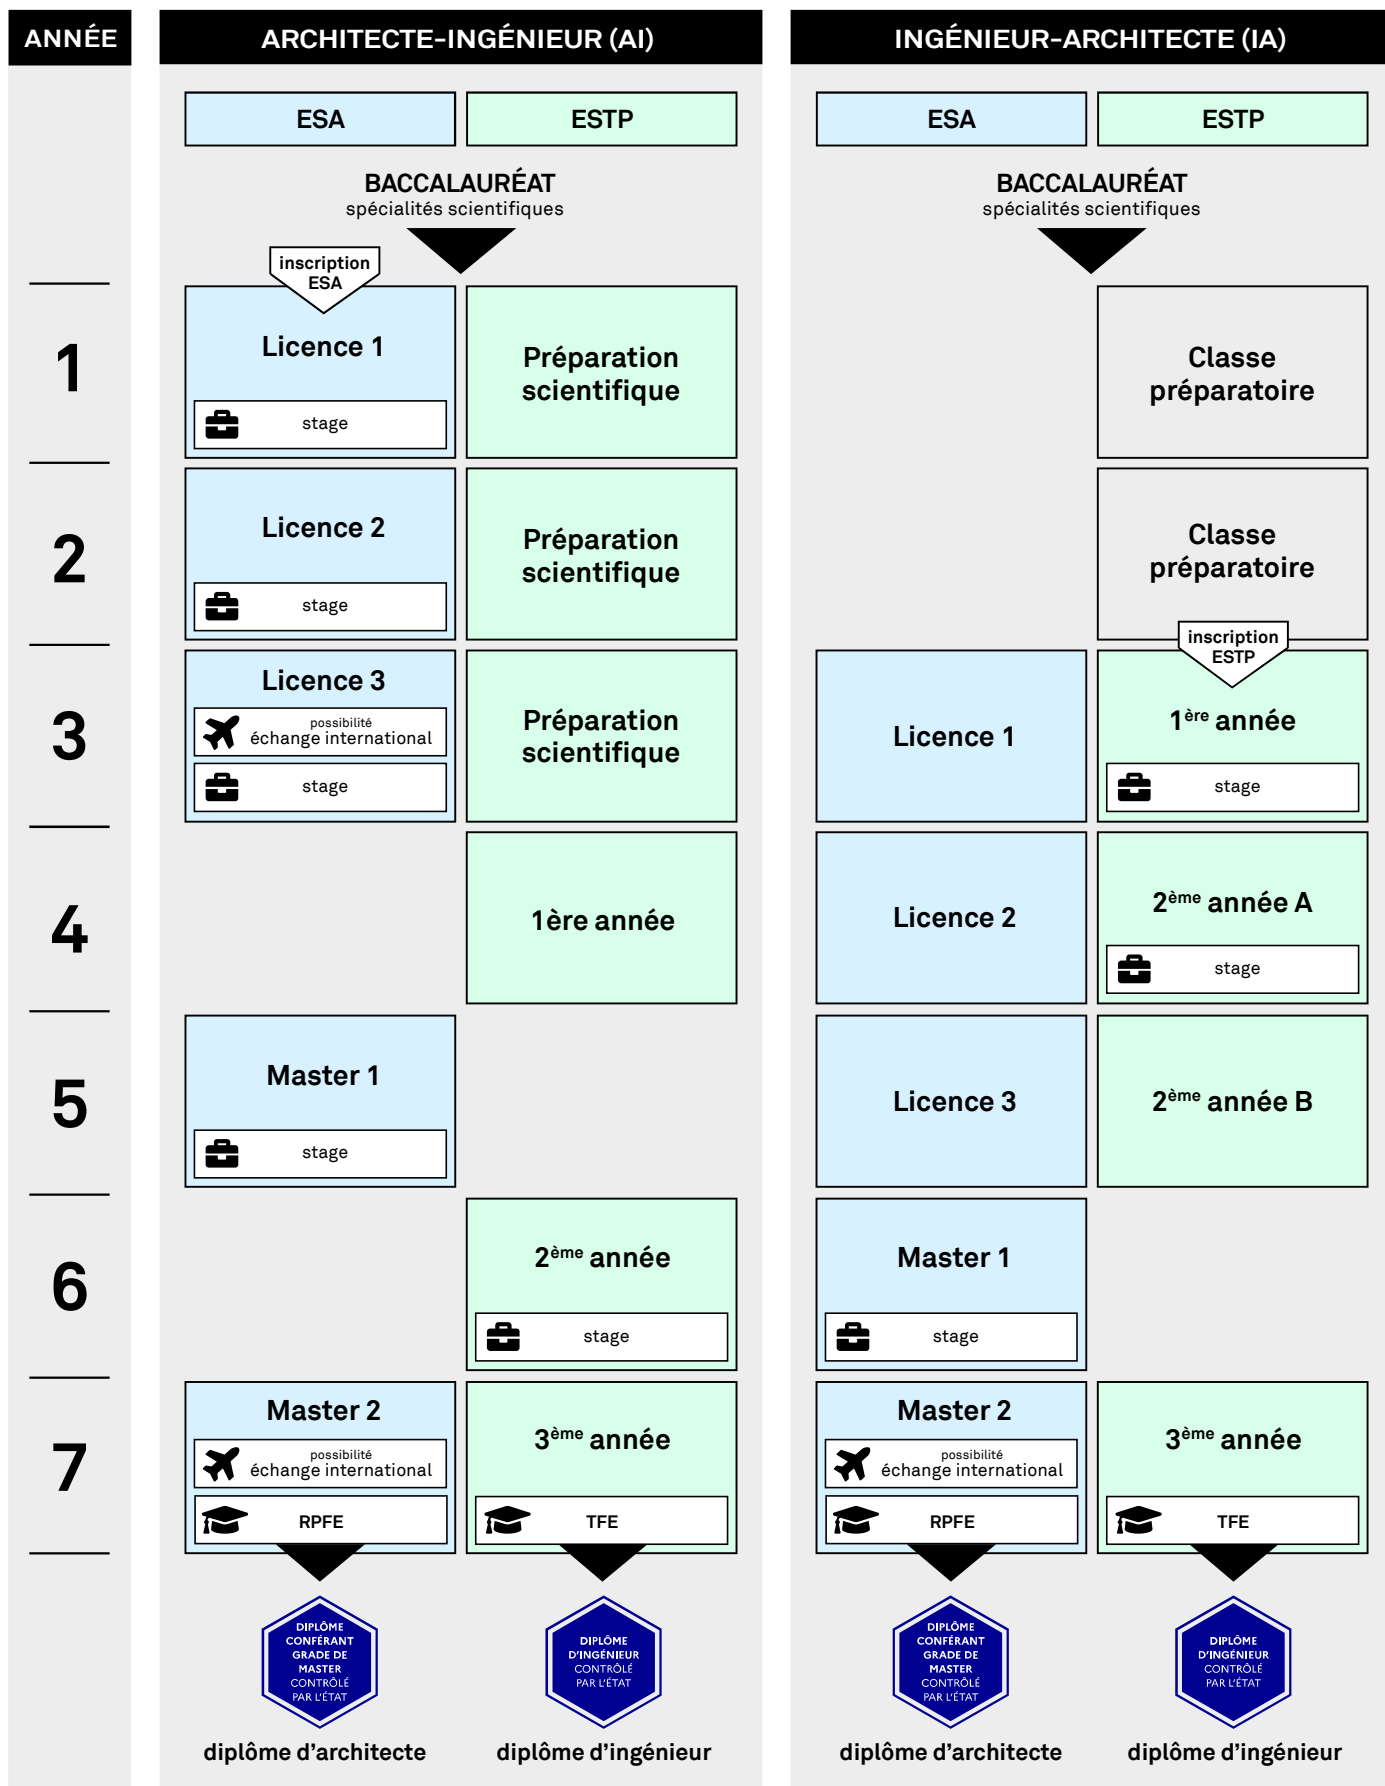 ANNÉE
ARCHITECTE-INGÉNIEUR (AI)
INGÉNIEUR-ARCHITECTE (IA)
ESA
ESTP
ESA
ESTP
BACCALAURÉAT
spécialités scientifiques
BACCALAURÉAT
spécialités scientifiques
inscription
ESA
1
Licence 1
stage
Préparation
scientifique
Classe
préparatoire
2
Licence 2
stage
Préparation
scientifique
Classe
préparatoire
inscription
ESTP
3
Licence 3
possibilité
échange international
stage
Préparation
scientifique
Licence 1
1ère année
stage
4
1ère année
Licence 2
2ème année A
stage
5
Master 1
stage
Licence 3
2ème année B
6
2ème année
stage
Master 1
stage
7
Master 2
possibilité
échange international
RPFE
3ème année
TFE
Master 2
possibilité
échange international
RPFE
3ème année
TFE
DIPLÔME
CONFÉRANT
GRADE DE
MASTER
CONTRÔLÉ
PAR L'ÉTAT
DIPLÔME
D'INGÉNIEUR
CONTRÔLÉ
PAR L'ÉTAT
DIPLÔME
CONFÉRANT
GRADE DE
MASTER
CONTRÔLÉ
PAR L'ÉTAT
DIPLÔME
D'INGÉNIEUR
CONTRÔLÉ
PAR L'ÉTAT
diplôme d'architecte
diplôme d'ingénieur
diplôme d'architecte
diplôme d'ingénieur